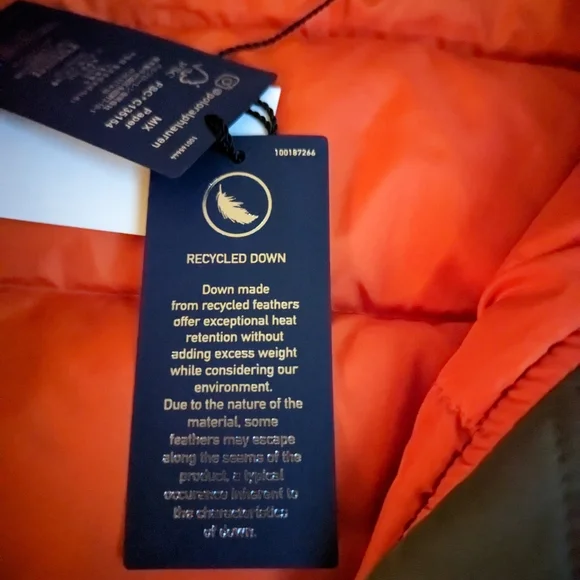 @poloralphlauren
FSC® C135154
MIX
Paper
100187266
RECYCLED DOWN
Down made
from recycled feathers
offer exceptional heat
retention without
adding excess weight
while considering our
environment.
Due to the nature of the
material, some
feathers may escape
along the seams of the
product, a typical
occurance inherent to
the characteristics
of down.